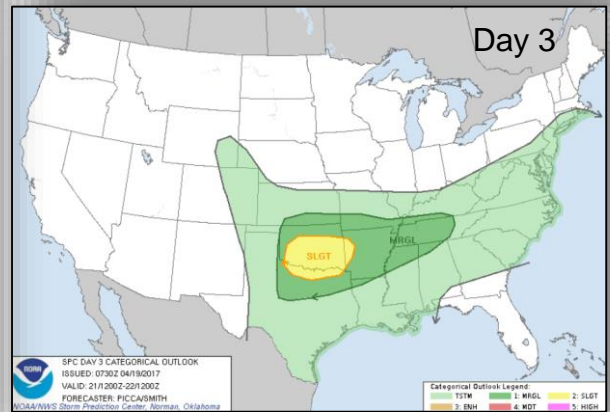 Day 3
MRGL
SLGT
SPC DAY 3 CATEGORICAL OUTLOOK
ISSUED: 0730Z 04/19/2017
VALID: 21/1200Z-22/1200Z
FORECASTER: PICCA/SMITH
NOAA/NWS Storm Prediction Center, Norman, Oklahoma
NOAA
Categorical Outlook Legend:
TSTM 1: MRGL 2: SLGT
3: ENH 4: MDT 5: HIGH